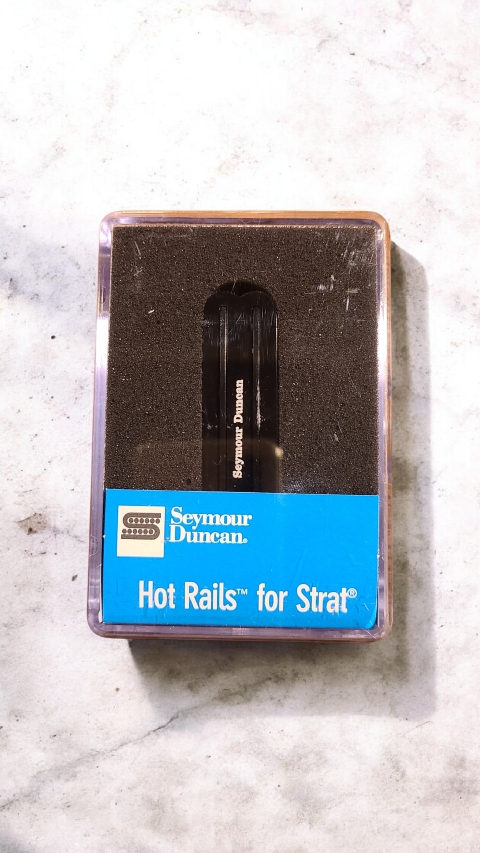 Seymour Duncan
Seymour
Duncan®
Hot Rails™ for Strat®